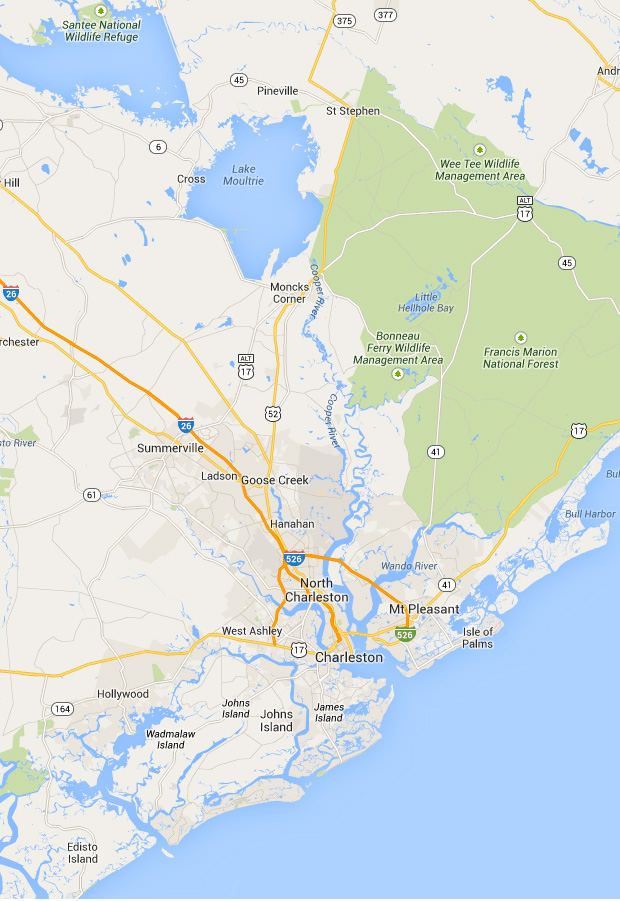 Santee National
Wildlife Refuge
375
377
45
Pineville
St Stephen
6
Lake
Moultrie
Cross
Hill
Wee Tee Wildlife
Management Area
ALT
17
45
26
Cooper River
Moncks
Corner
Little
Hellhole Bay
Bonneau
Ferry Wildlife
Management Area
Francis Marion
National Forest
ALT
17
52
Cooper River
26
Summerville
41
17
Ladson
Goose Creek
61
Bull Harbor
Hanahan
526
Wando River
North
Charleston
41
Mt Pleasant
West Ashley
526
Isle of
Palms
17
Charleston
Hollywood
164
Johns
Island
James
Island
Johns
Island
Wadmalaw
Island
Edisto
Island